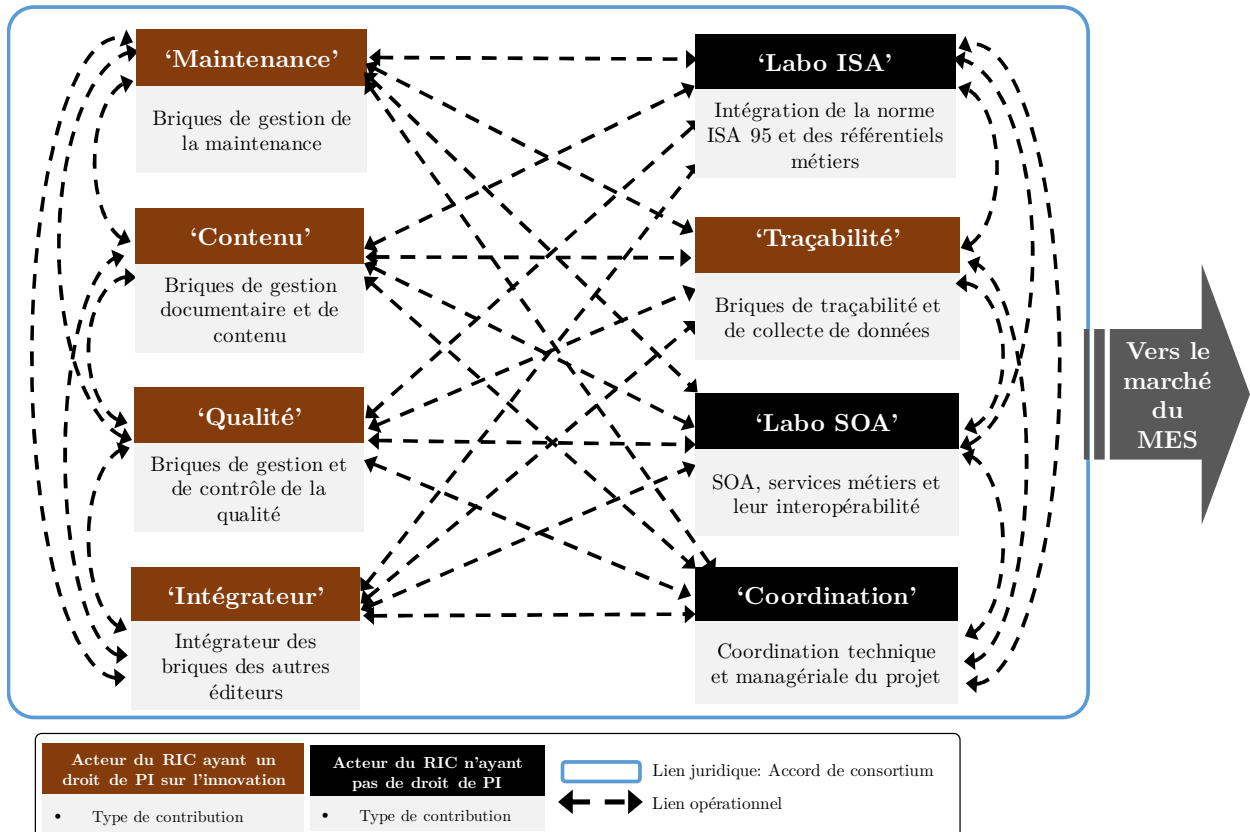 ‘Maintenance’
Briques de gestion de
la maintenance
‘Contenu’
Briques de gestion
documentaire et de
contenu
‘Qualité’
Briques de gestion et
de contrôle de la
qualité
‘Intégrateur’
Intégrateur des
briques des autres
éditeurs
‘Labo ISA’
Intégration de la norme
ISA 95 et des référentiels
métiers
‘Traçabilité’
Briques de traçabilité et
de collecte de données
‘Labo SOA’
SOA, services métiers et
leur interopérabilité
‘Coordination’
Coordination technique
et managériale du projet
Vers le
marché
du
MES
Acteur du RIC ayant un
droit de PI sur l’innovation
• Type de contribution
Acteur du RIC n’ayant
pas de droit de PI
• Type de contribution
Lien juridique: Accord de consortium
Lien opérationnel